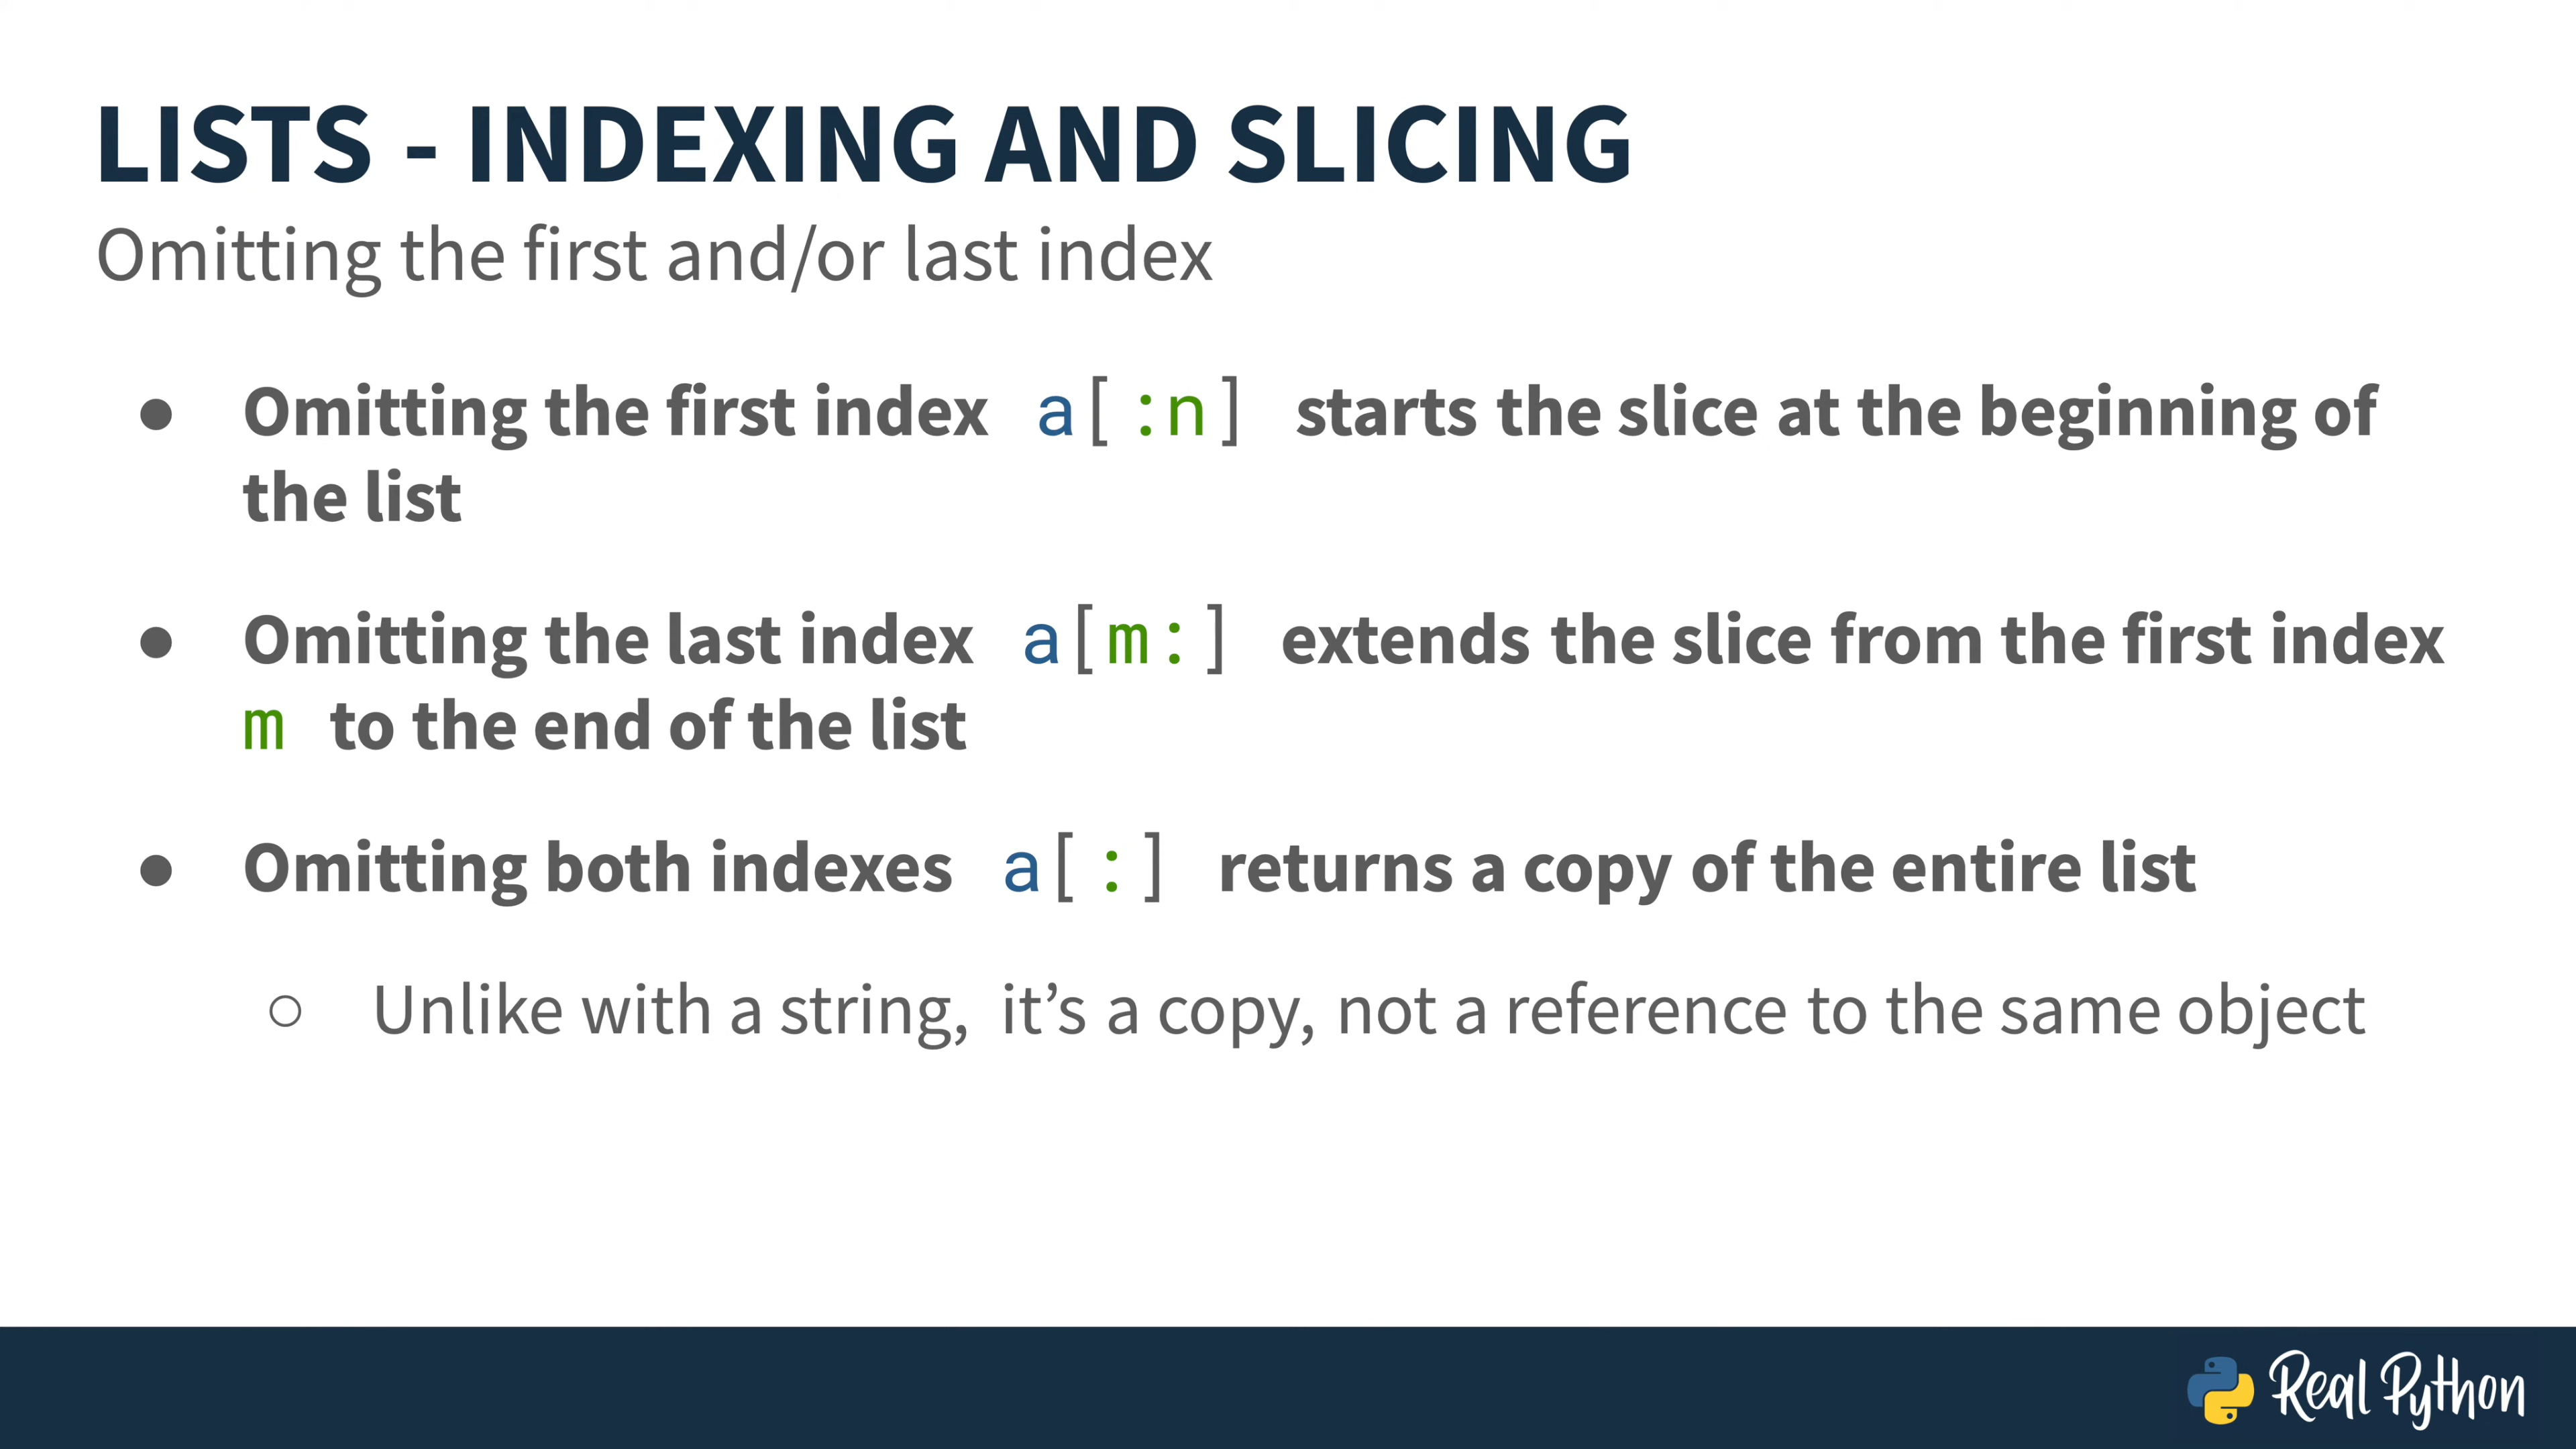 LISTS - INDEXING AND SLICING
Omitting the first and/or last index
● Omitting the first index a[:n] starts the slice at the beginning of
the list
● Omitting the last index a[m:] extends the slice from the first index
m to the end of the list
● Omitting both indexes a[:] returns a copy of the entire list
○ Unlike with a string, it’s a copy, not a reference to the same object
Real Python